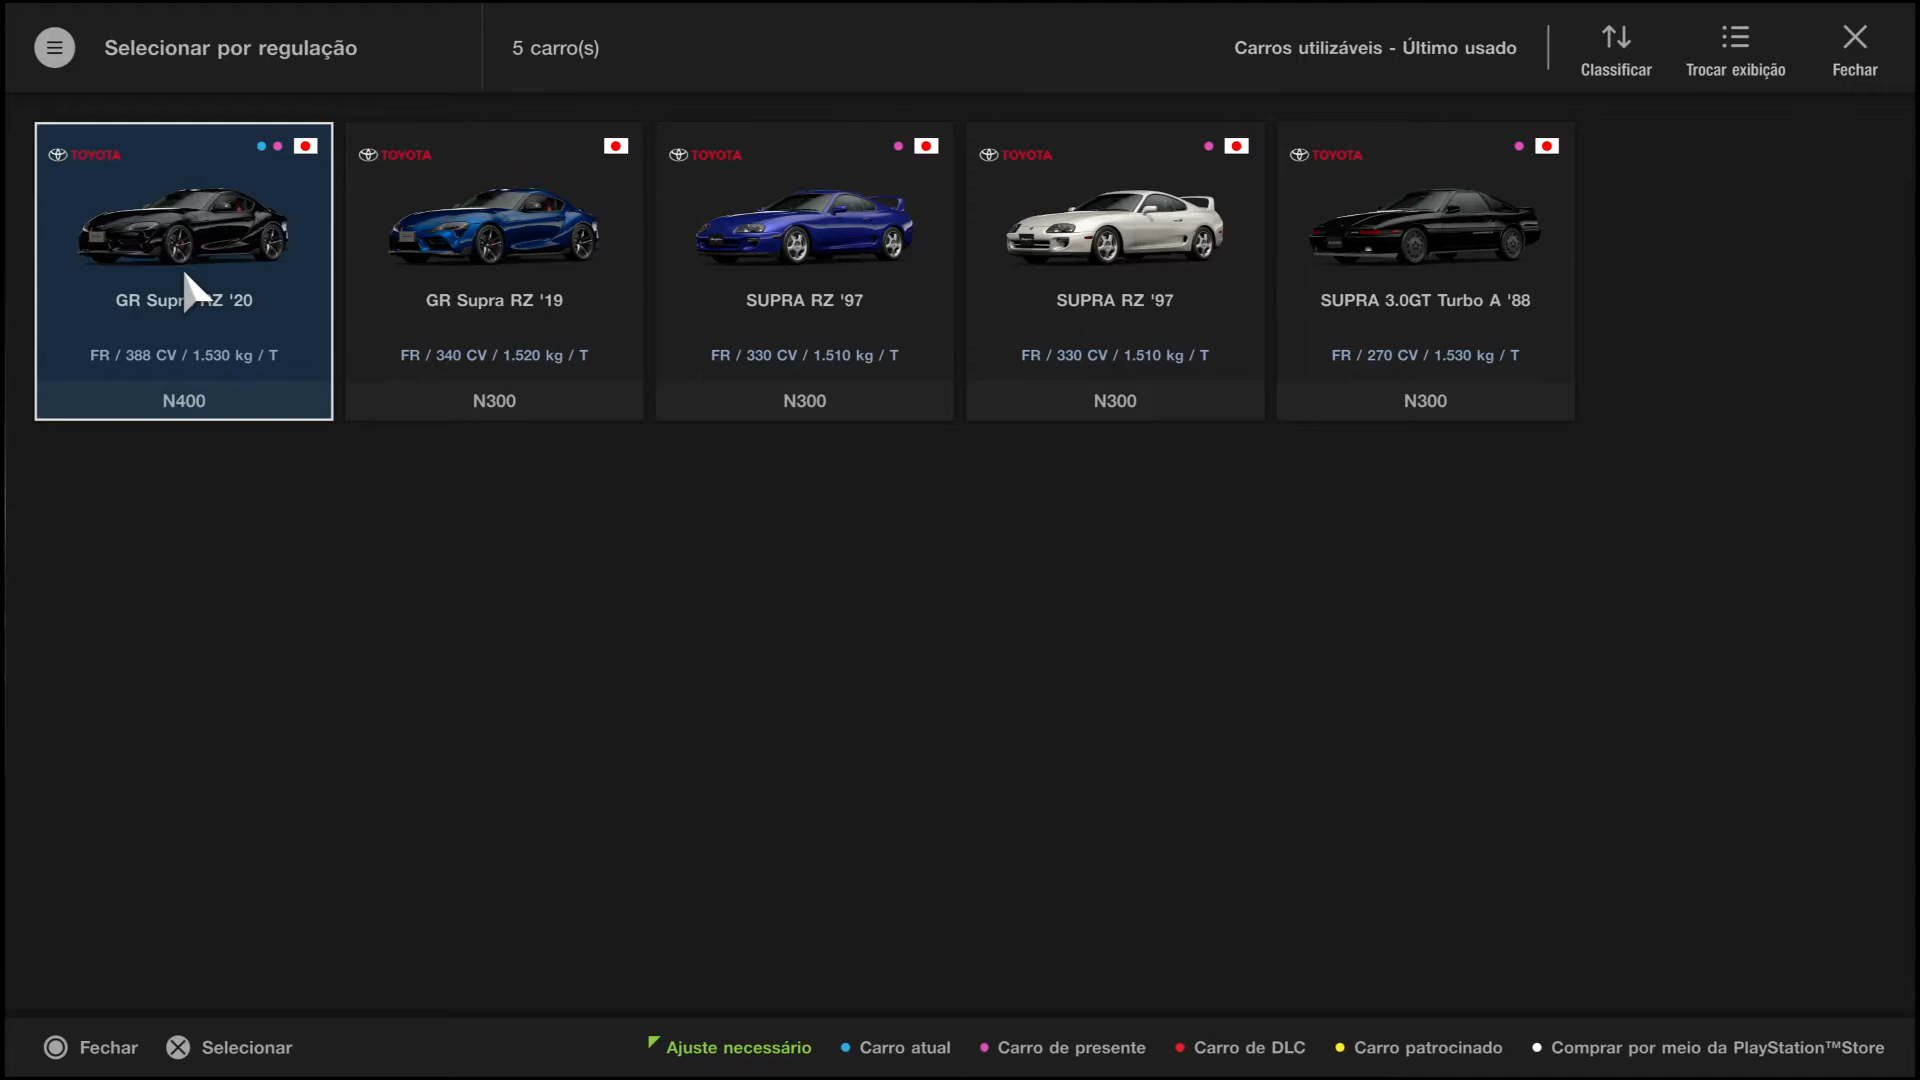 Selecionar por regulação
5 carro(s)
Carros utilizáveis - Último usado
Classificar
Trocar exibição
Fechar
TOYOTA
GR Supra RZ '20
FR / 388 CV / 1.530 kg / T
N400
TOYOTA
GR Supra RZ '19
FR / 340 CV / 1.520 kg / T
N300
TOYOTA
SUPRA RZ '97
FR / 330 CV / 1.510 kg / T
N300
TOYOTA
SUPRA RZ '97
FR / 330 CV / 1.510 kg / T
N300
TOYOTA
SUPRA 3.0GT Turbo A '88
FR / 270 CV / 1.530 kg / T
N300
Fechar
Selecionar
Ajuste necessário
Carro atual
Carro de presente
Carro de DLC
Carro patrocinado
Comprar por meio da PlayStation™Store